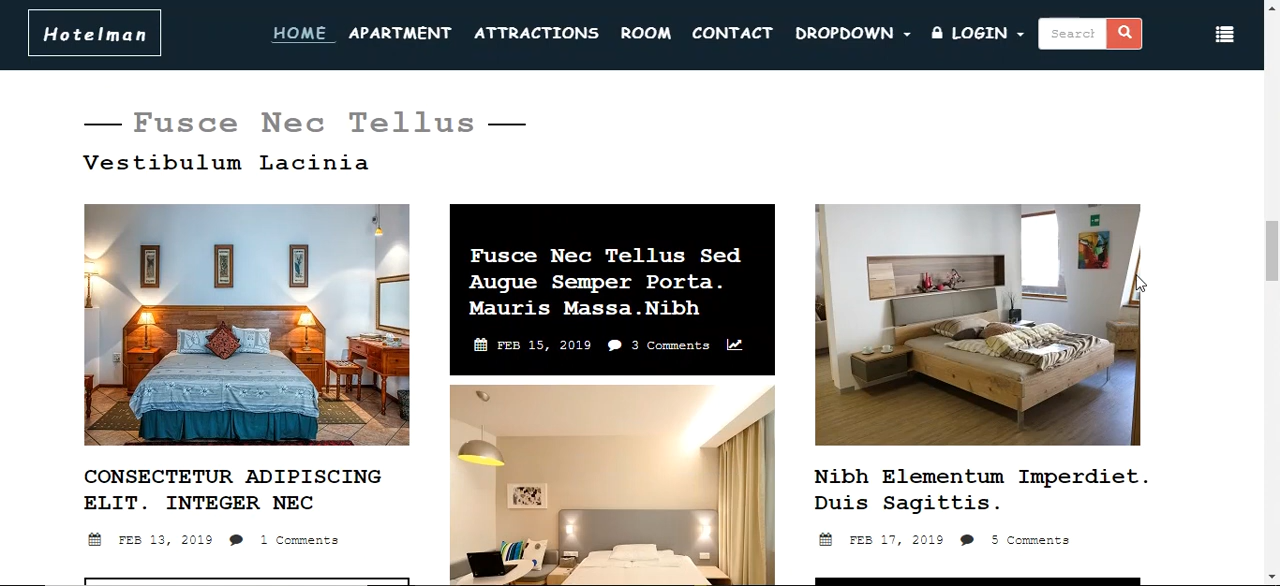 Hotelman
HOME APARTMENT ATTRACTIONS ROOM CONTACT DROPDOWN LOGIN Search
Fusce Nec Tellus
Vestibulum Lacinia
CONSECTETUR ADIPISCING
ELIT. INTEGER NEC
FEB 13, 2019 1 Comments
Fusce Nec Tellus Sed
Augue Semper Porta.
Mauris Massa.Nibh
FEB 15, 2019 3 Comments
Nibh Elementum Imperdiet.
Duis Sagittis.
FEB 17, 2019 5 Comments